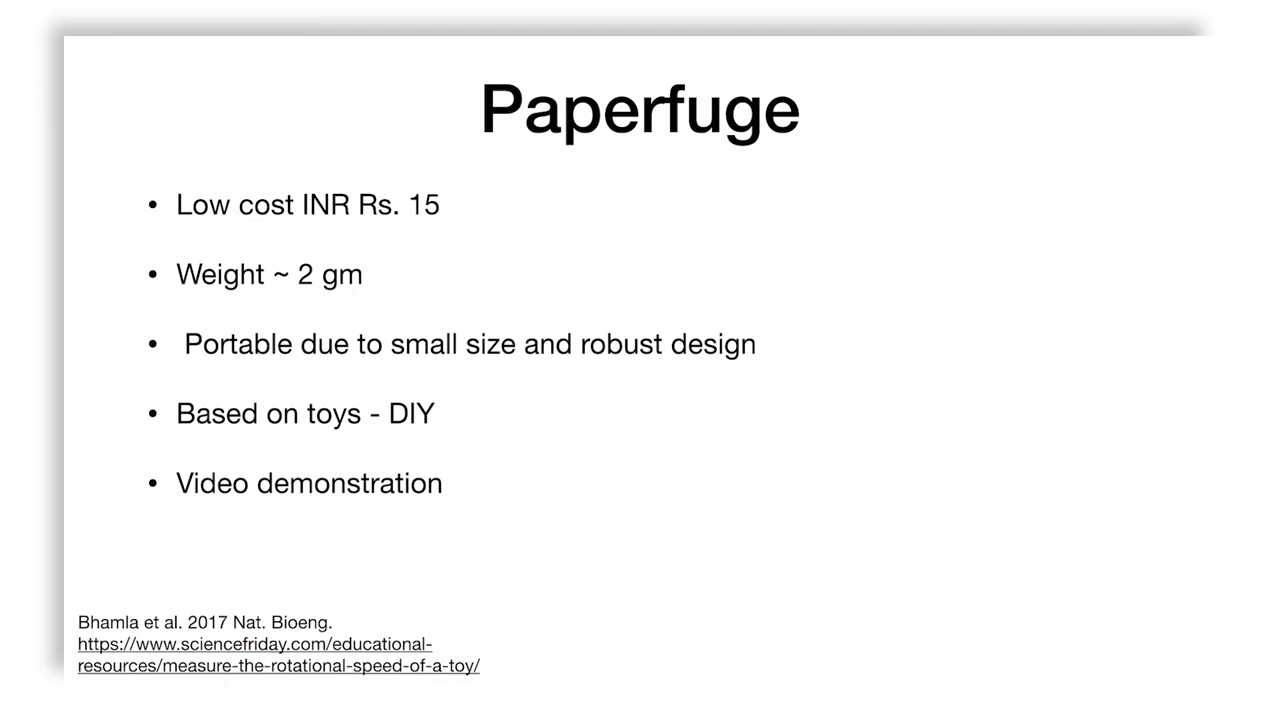 Paperfuge
• Low cost INR Rs. 15
• Weight ~ 2 gm
• Portable due to small size and robust design
• Based on toys - DIY
• Video demonstration
Bhamla et al. 2017 Nat. Bioeng.
https://www.sciencefriday.com/educational-
resources/measure-the-rotational-speed-of-a-toy/